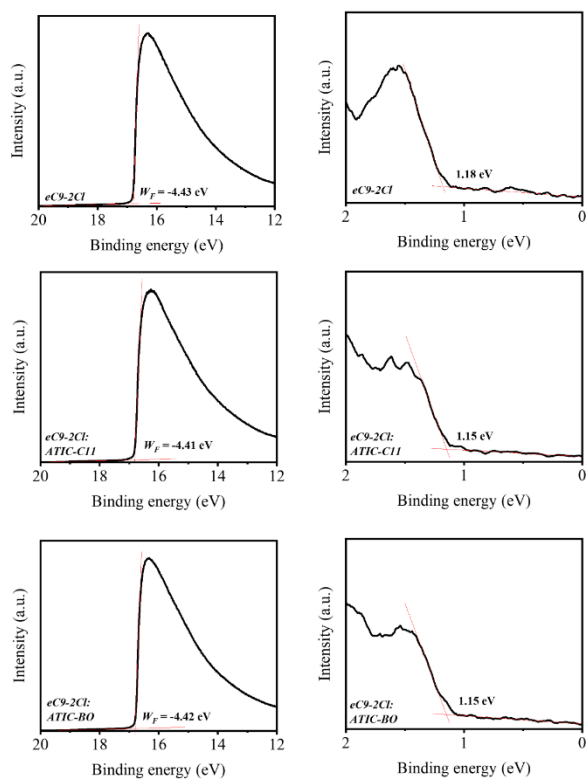 Intensity (a.u.)
eC9-2Cl
W_F = -4.43 eV
20 18 16 14 12
Binding energy (eV)
Intensity (a.u.)
1.18 eV
eC9-2Cl
2 1 0
Binding energy (eV)
Intensity (a.u.)
eC9-2Cl:
ATIC-C11
W_F = -4.41 eV
20 18 16 14 12
Binding energy (eV)
Intensity (a.u.)
eC9-2Cl:
ATIC-C11
1.15 eV
2 1 0
Binding energy (eV)
Intensity (a.u.)
eC9-2Cl:
ATIC-BO
W_F = -4.42 eV
20 18 16 14 12
Binding energy (eV)
Intensity (a.u.)
eC9-2Cl:
ATIC-BO
1.15 eV
2 1 0
Binding energy (eV)